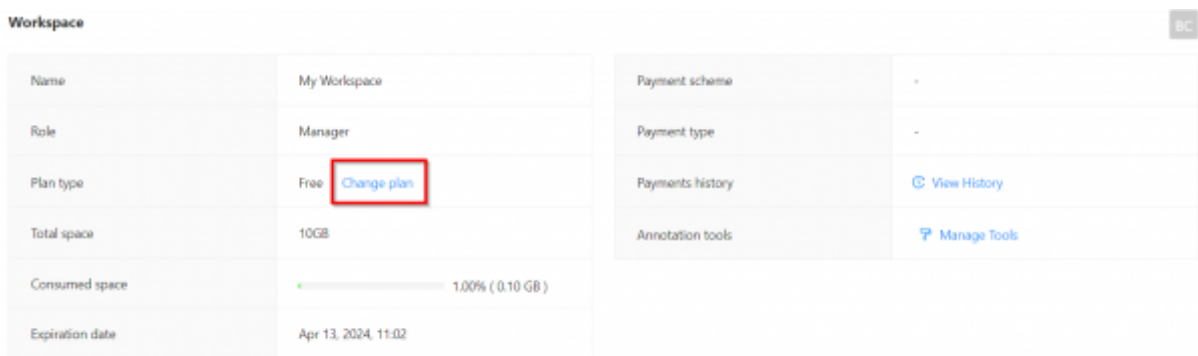 Workspace
BC
Name My Workspace
Role Manager
Plan type Free Change plan
Total space 10GB
Consumed space 1.00% ( 0.10 GB )
Expiration date Apr 13, 2024, 11:02
Payment scheme -
Payment type -
Payments history View History
Annotation tools Manage Tools